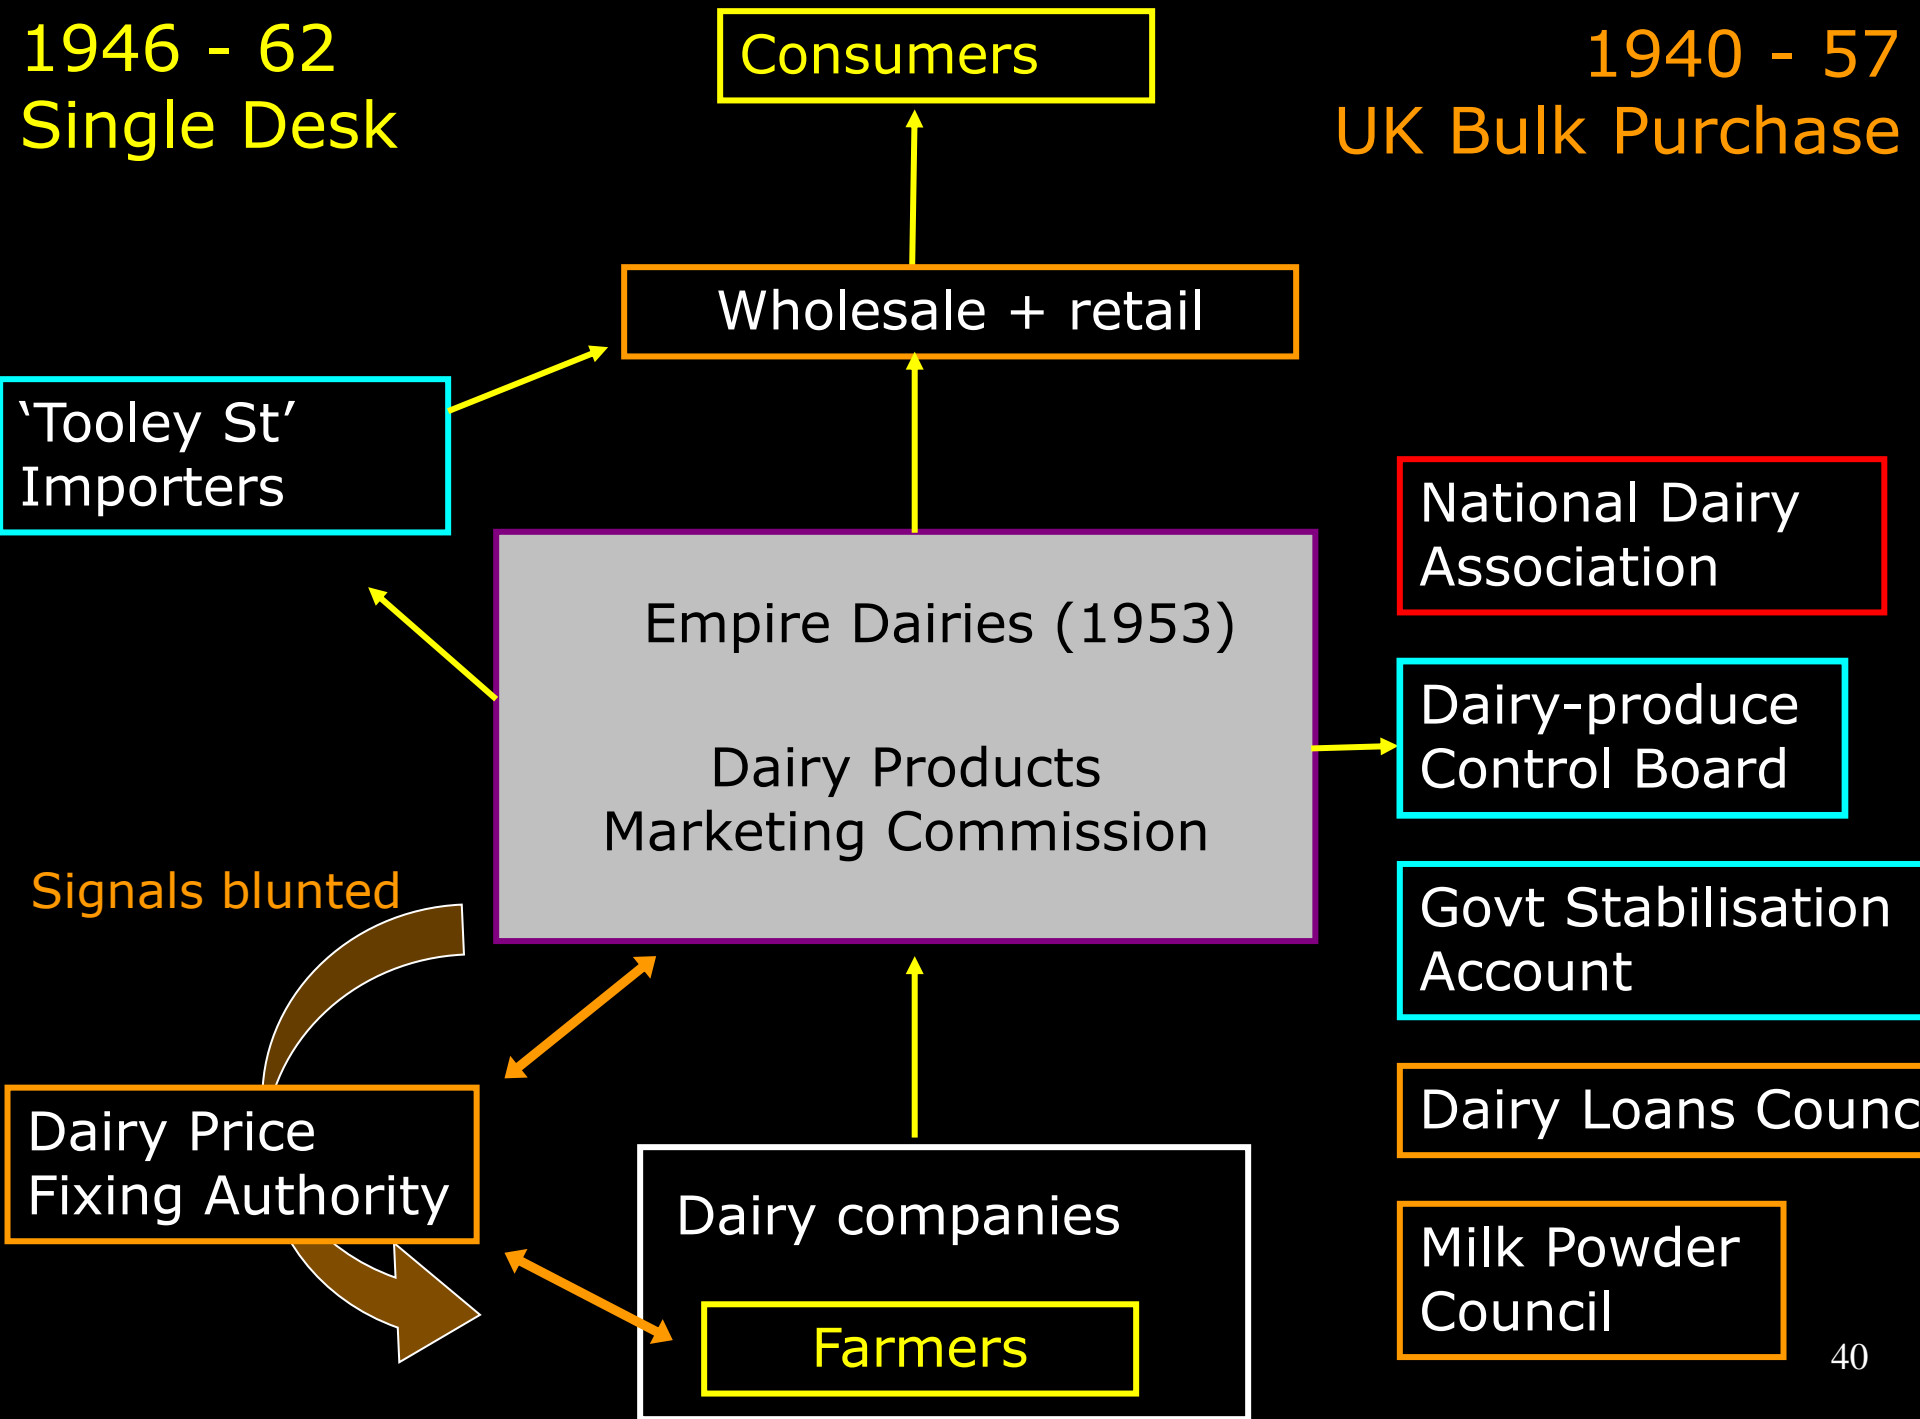 1946 - 62
Single Desk
Consumers
1940 - 57
UK Bulk Purchase
Wholesale + retail
‘Tooley St’
Importers
National Dairy
Association
Empire Dairies (1953)
Dairy Products
Marketing Commission
Dairy-produce
Control Board
Signals blunted
Govt Stabilisation
Account
Dairy Price
Fixing Authority
Dairy Loans Counc
Dairy companies
Farmers
Milk Powder
Council
40